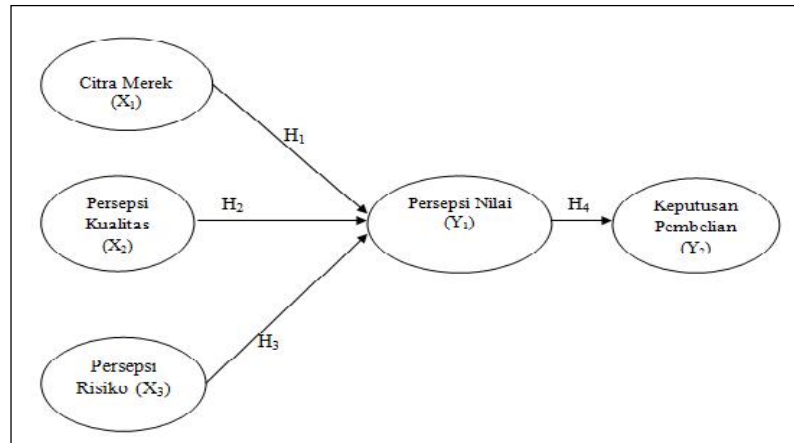 Citra Merek
(X₁)
H₁
Persepsi
Kualitas
(X₂)
H₂
Persepsi Nilai
(Y₁)
H₄
Keputusan
Pembelian
(Y₂)
H₃
Persepsi
Risiko (X₃)